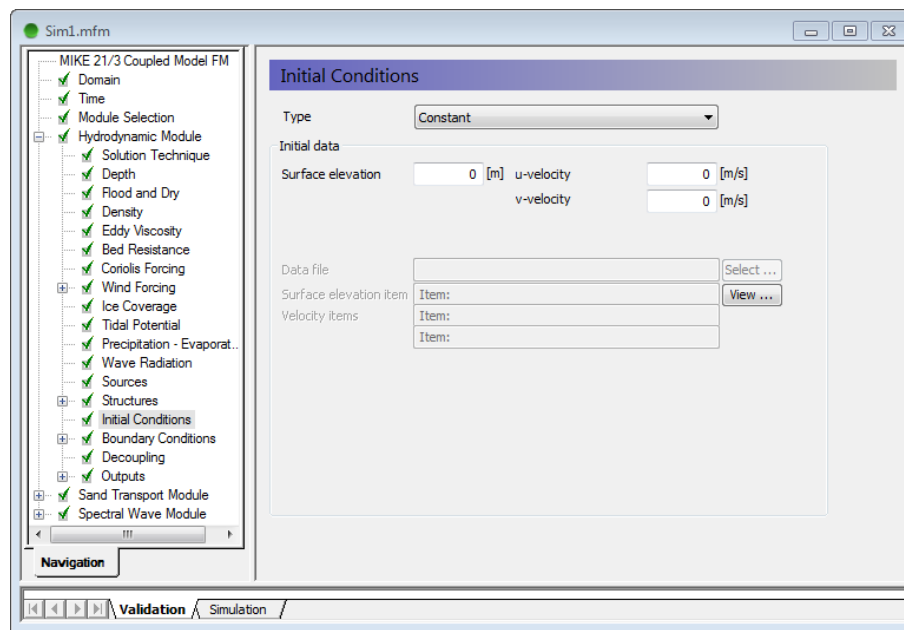 Sim1.mfm
MIKE 21/3 Coupled Model FM
Domain
Time
Module Selection
Hydrodynamic Module
Solution Technique
Depth
Flood and Dry
Density
Eddy Viscosity
Bed Resistance
Coriolis Forcing
Wind Forcing
Ice Coverage
Tidal Potential
Precipitation - Evaporat..
Wave Radiation
Sources
Structures
Initial Conditions
Boundary Conditions
Decoupling
Outputs
Sand Transport Module
Spectral Wave Module
Navigation
Initial Conditions
Type Constant
Initial data
Surface elevation 0 [m] u-velocity 0 [m/s]
v-velocity 0 [m/s]
Data file Select ...
Surface elevation item Item: View ...
Velocity items Item:
Item:
Validation Simulation